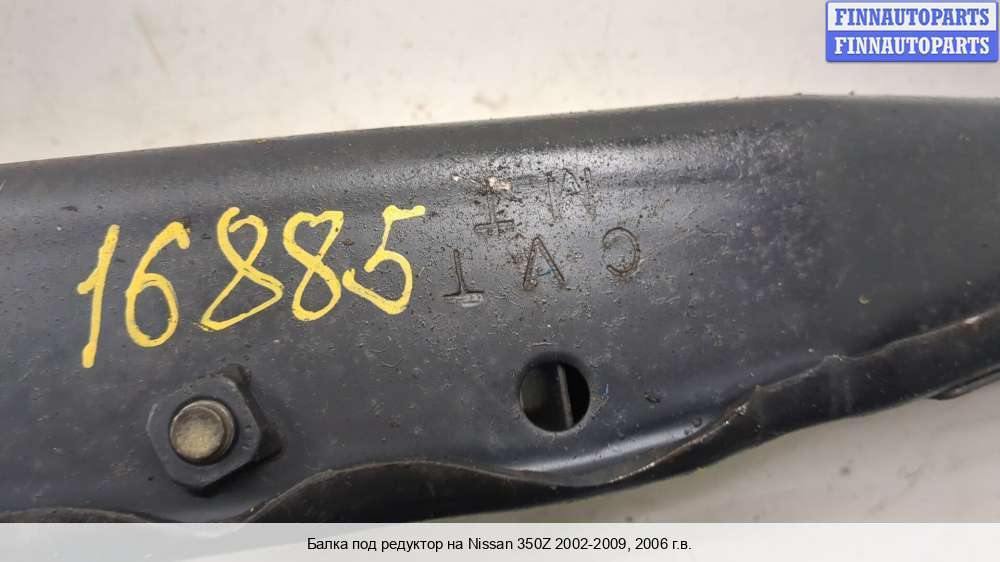 FINNAUTOPARTS
FINNAUTOPARTS
16885
CVT
MT
Балка под редуктор на Nissan 350Z 2002-2009, 2006 г.в.